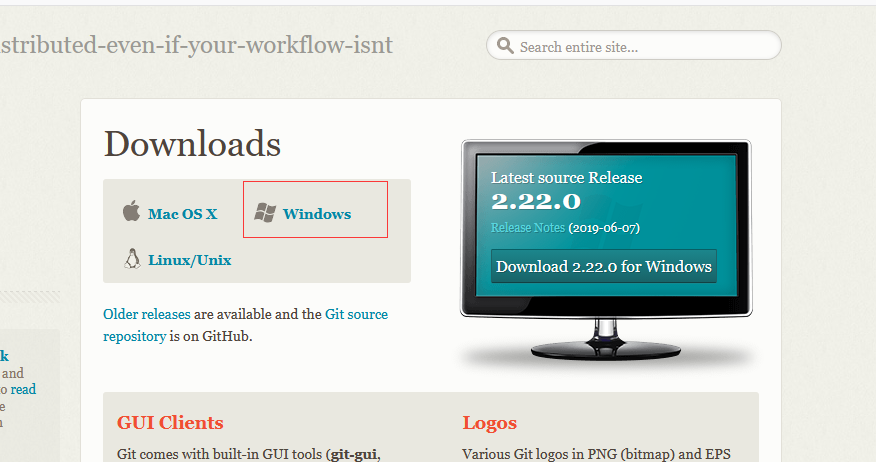 stributed-even-if-your-workflow-isnt
Search entire site...
Downloads
Mac OS X
Windows
Linux/Unix
Older releases are available and the Git source
repository is on GitHub.
Latest source Release
2.22.0
Release Notes (2019-06-07)
Download 2.22.0 for Windows
k
and
to read
e
n
GUI Clients
Git comes with built-in GUI tools (git-gui,
Logos
Various Git logos in PNG (bitmap) and EPS